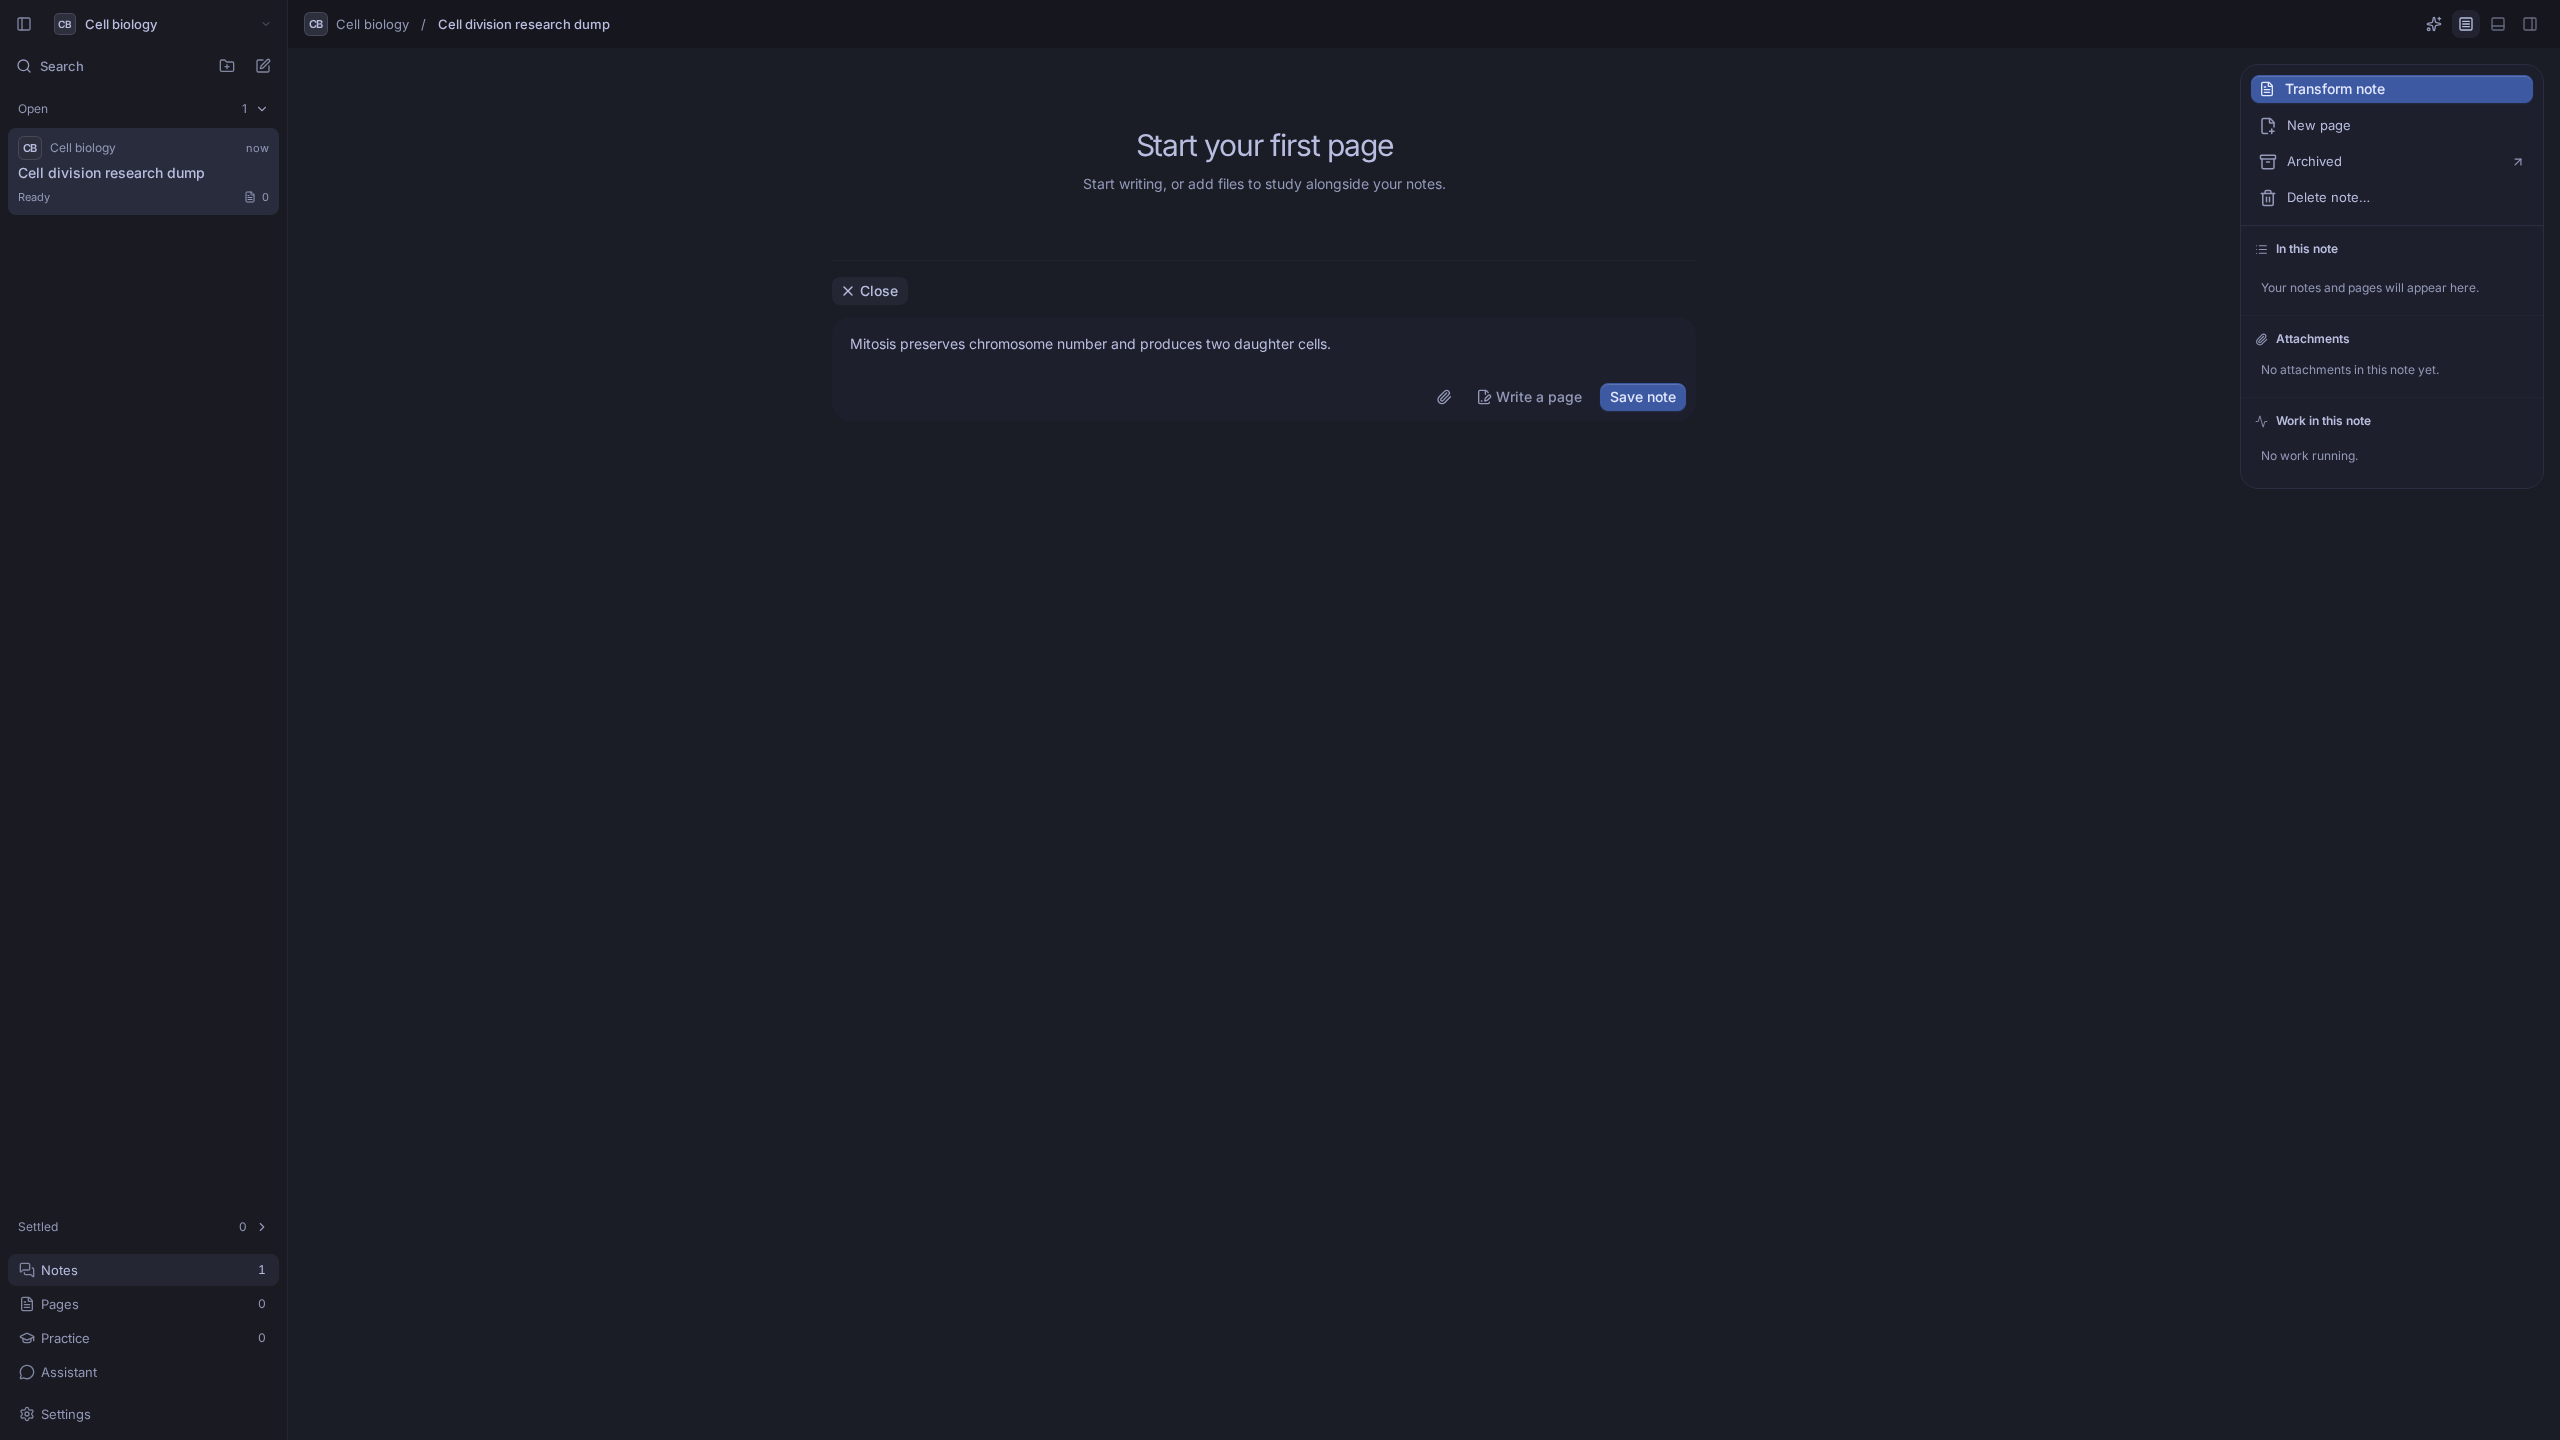 CB Cell biology
Search
Open 1
CB Cell biology now
Cell division research dump
Ready 0
Settled 0
Notes 1
Pages 0
Practice 0
Assistant
Settings
CB Cell biology / Cell division research dump
Start your first page
Start writing, or add files to study alongside your notes.
Close
Mitosis preserves chromosome number and produces two daughter cells.
Write a page Save note
Transform note
New page
Archived
Delete note...
In this note
Your notes and pages will appear here.
Attachments
No attachments in this note yet.
Work in this note
No work running.